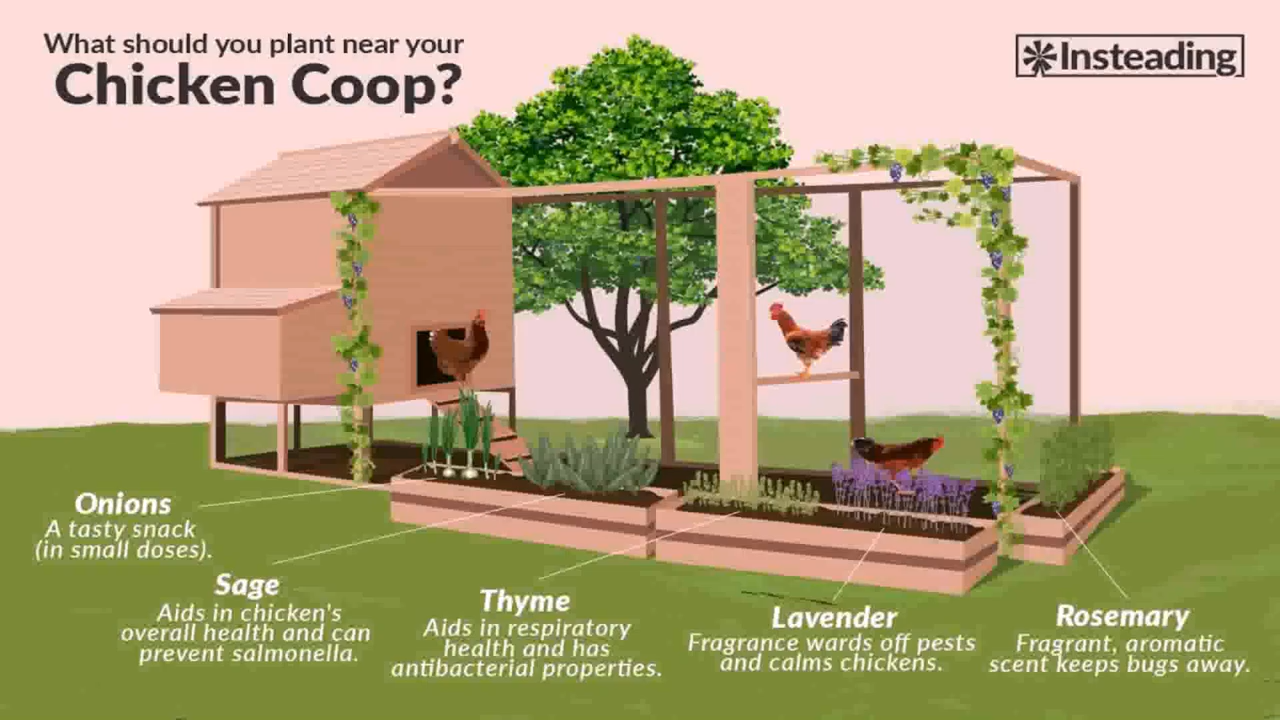 What should you plant near your
Chicken Coop?
Insteading
Onions
A tasty snack
(in small doses).
Sage
Aids in chicken's
overall health and can
prevent salmonella.
Thyme
Aids in respiratory
health and has
antibacterial properties.
Lavender
Fragrance wards off pests
and calms chickens.
Rosemary
Fragrant, aromatic
scent keeps bugs away.